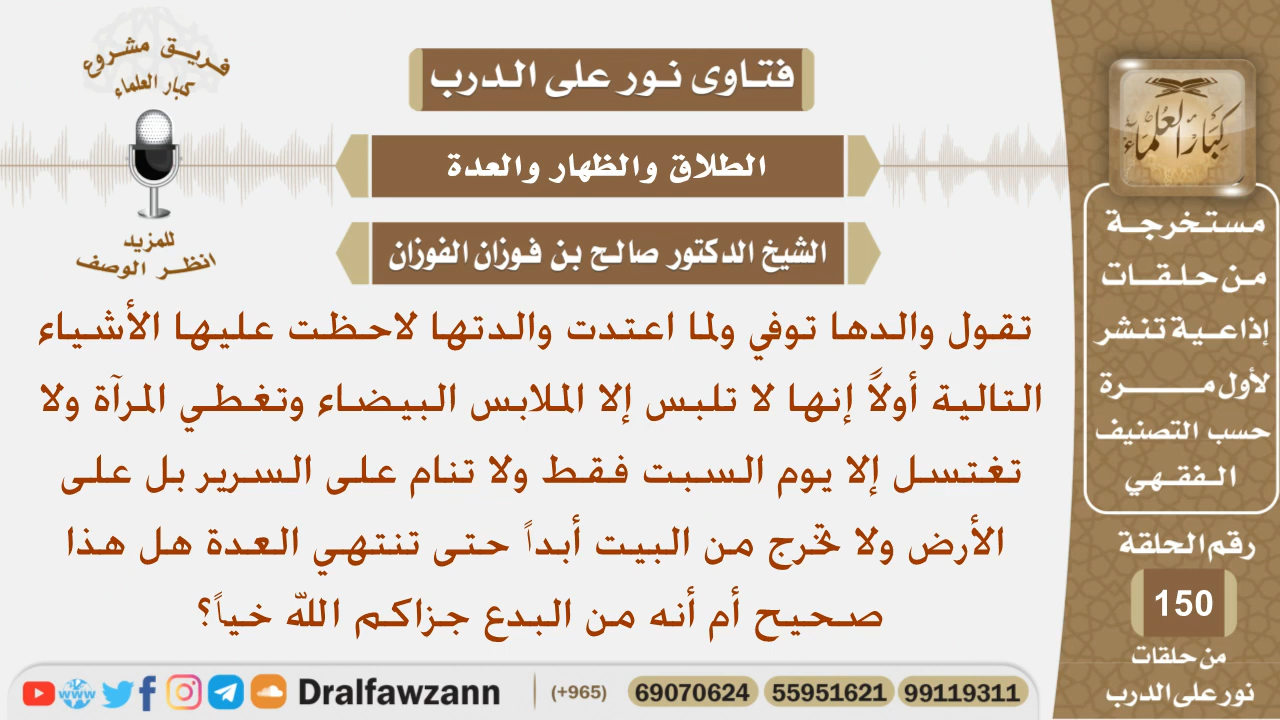 فريق مشروع
كبار العلماء
للمزيد
انظر الوصف
فتاوى نور على الدرب
الطلاق والظهار والعدة
الشيخ الدكتور صالح بن فوزان الفوزان
تقول والدها توفي ولما اعتدت والدتها لاحظت عليها الأشياء
التالية أولاً إنها لا تلبس إلا الملابس البيضاء وتغطي المرآة ولا
تغتسل إلا يوم السبت فقط ولا تنام على السرير بل على
الأرض ولا تخرج من البيت أبداً حتى تنتهي العدة هل هذا
صحيح أم أنه من البدع جزاكم الله خياً؟
كبار العلماء
مستخرجة
من حلقات
إذاعية تنشر
لأول مرة
حسب التصنيف
الفقهي
رقم الحلقة
150
من حلقات
نور على الدرب
www
Dralfawzann
(+965)
69070624
55951621
99119311